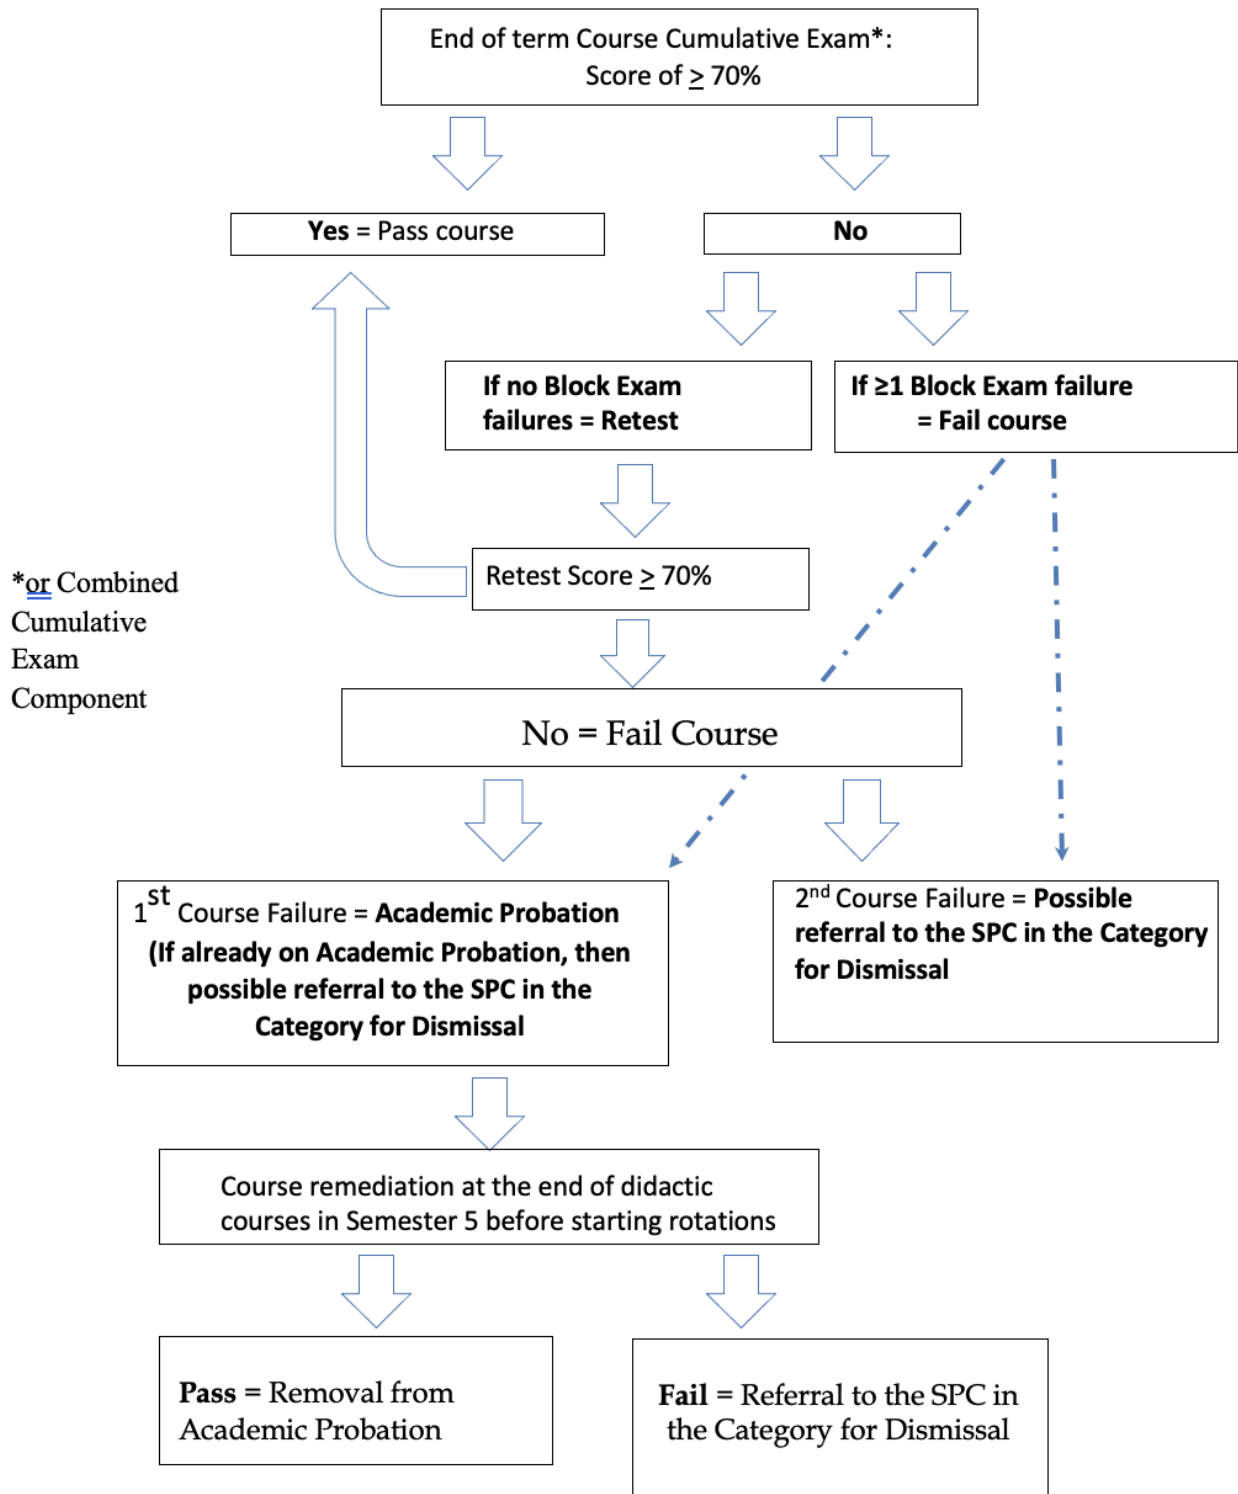 End of term Course Cumulative Exam*:
Score of ≥ 70%
Yes = Pass course
No
If no Block Exam
failures = Retest
If ≥1 Block Exam failure
= Fail course
Retest Score ≥ 70%
*or Combined
Cumulative
Exam
Component
No = Fail Course
1st Course Failure = Academic Probation
(If already on Academic Probation, then
possible referral to the SPC in the
Category for Dismissal
2nd Course Failure = Possible
referral to the SPC in the Category
for Dismissal
Course remediation at the end of didactic
courses in Semester 5 before starting rotations
Pass = Removal from
Academic Probation
Fail = Referral to the SPC in
the Category for Dismissal